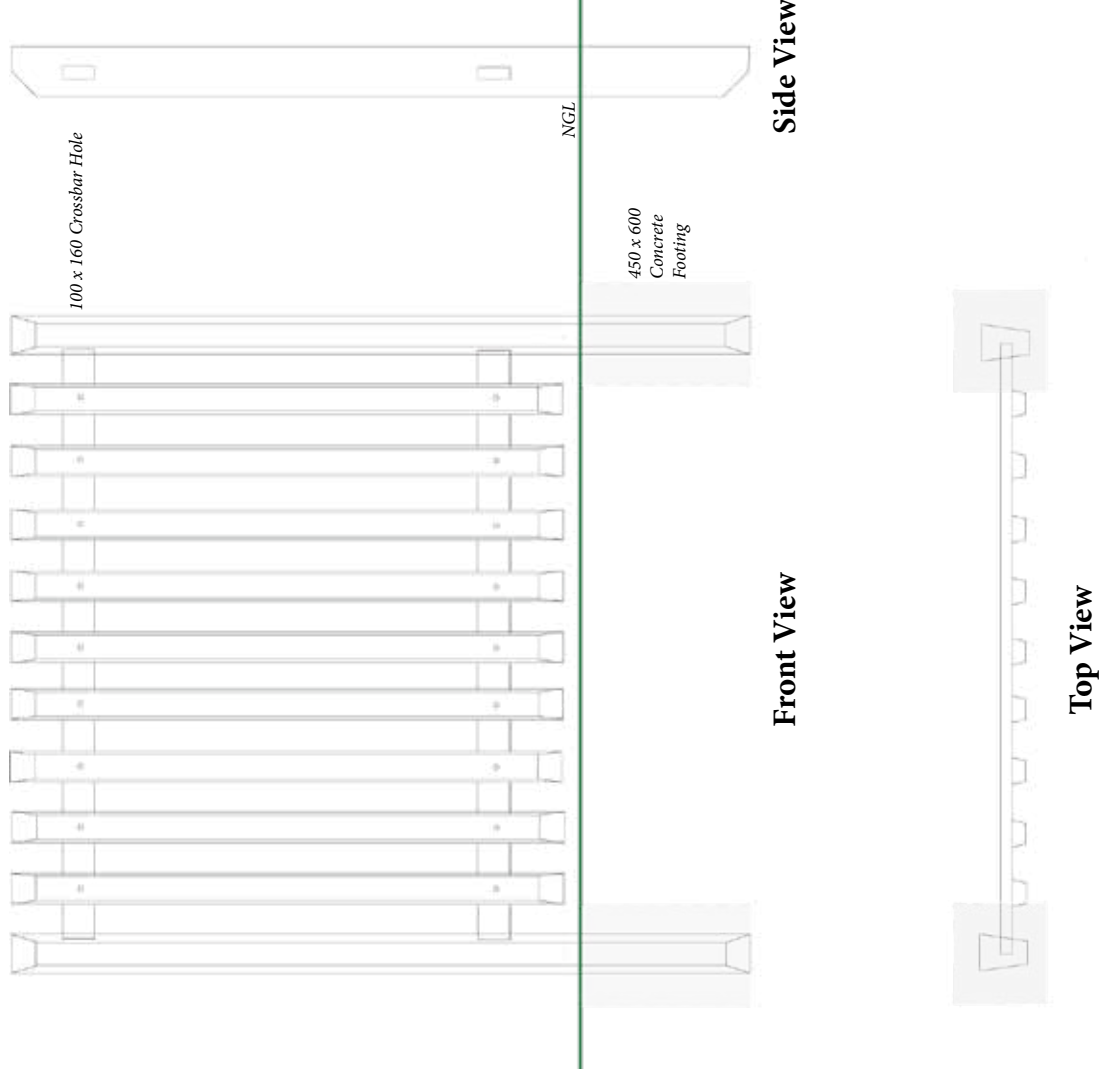 100 x 160 Crossbar Hole
NGL
450 x 600
Concrete
Footing
Front View
Side View
Top View